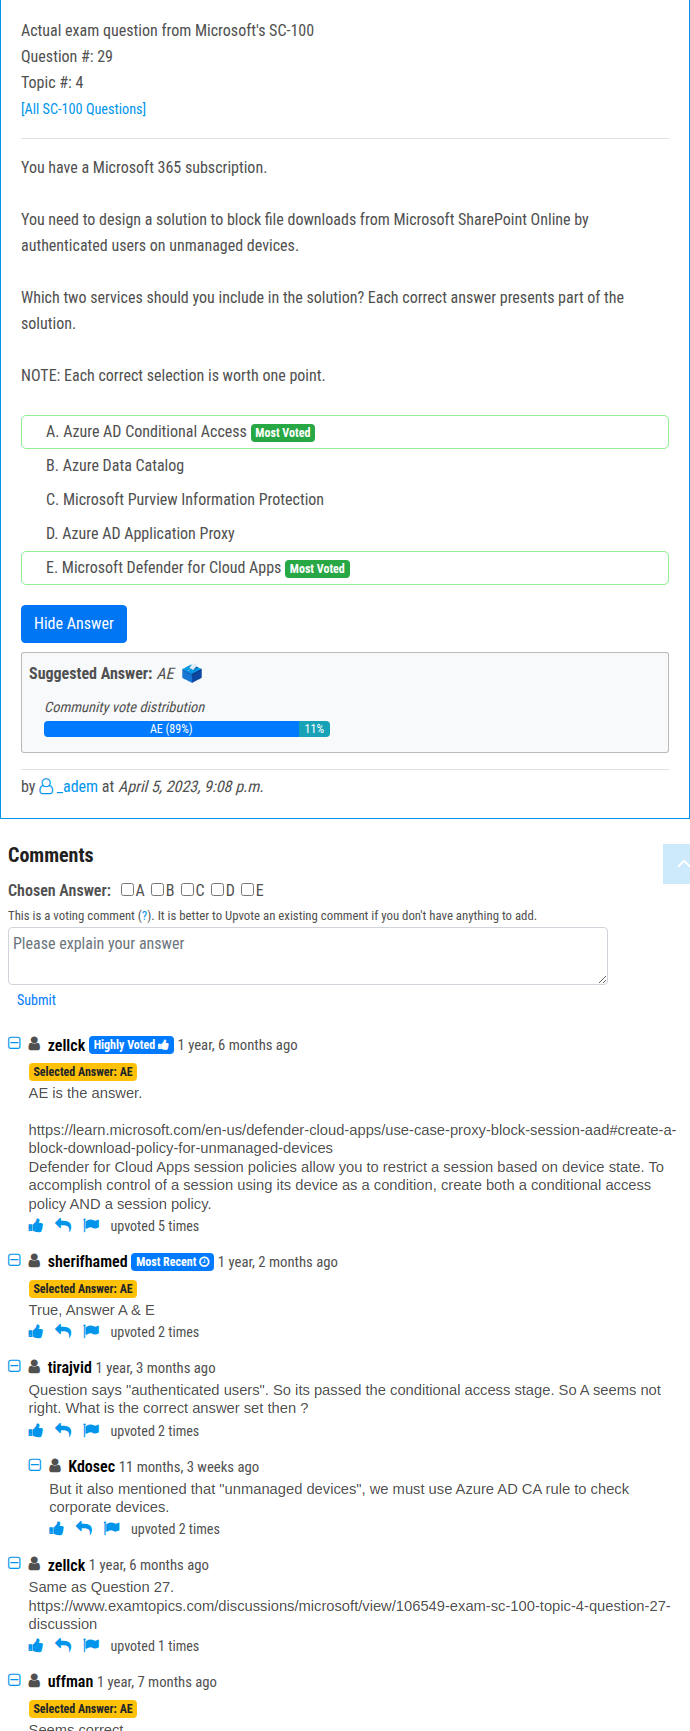 Actual exam question from Microsoft's SC-100
Question #: 29
Topic #: 4
[All SC-100 Questions]
You have a Microsoft 365 subscription.
You need to design a solution to block file downloads from Microsoft SharePoint Online by
authenticated users on unmanaged devices.
Which two services should you include in the solution? Each correct answer presents part of the
solution.
NOTE: Each correct selection is worth one point.
A. Azure AD Conditional Access Most Voted
B. Azure Data Catalog
C. Microsoft Purview Information Protection
D. Azure AD Application Proxy
E. Microsoft Defender for Cloud Apps Most Voted
Hide Answer
Suggested Answer: AE
Community vote distribution
AE (89%) 11%
by _adem at April 5, 2023, 9:08 p.m.
Comments
Chosen Answer: A B C D E
This is a voting comment (?). It is better to Upvote an existing comment if you don't have anything to add.
Please explain your answer
Submit
zellck Highly Voted 1 year, 6 months ago
Selected Answer: AE
AE is the answer.
https://learn.microsoft.com/en-us/defender-cloud-apps/use-case-proxy-block-session-aad#create-a-
block-download-policy-for-unmanaged-devices
Defender for Cloud Apps session policies allow you to restrict a session based on device state. To
accomplish control of a session using its device as a condition, create both a conditional access
policy AND a session policy.
upvoted 5 times
sherifhamed Most Recent 1 year, 2 months ago
Selected Answer: AE
True, Answer A & E
upvoted 2 times
tirajvid 1 year, 3 months ago
Question says "authenticated users". So its passed the conditional access stage. So A seems not
right. What is the correct answer set then ?
upvoted 2 times
Kdosec 11 months, 3 weeks ago
But it also mentioned that "unmanaged devices", we must use Azure AD CA rule to check
corporate devices.
upvoted 2 times
zellck 1 year, 6 months ago
Same as Question 27.
https://www.examtopics.com/discussions/microsoft/view/106549-exam-sc-100-topic-4-question-27-
discussion
upvoted 1 times
uffman 1 year, 7 months ago
Selected Answer: AE
Seems correct